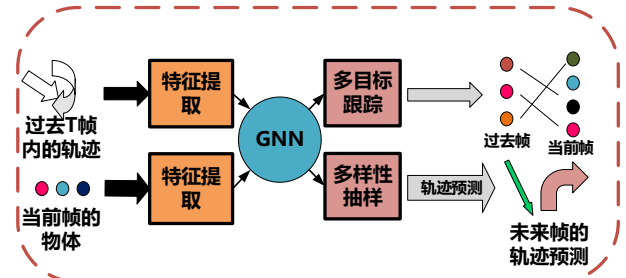 过去T帧
内的轨迹
当前帧的
物体
特征提
取
特征提
取
GNN
多目标
跟踪
多样性
抽样
轨迹预测
过去帧
当前帧
未来帧的
轨迹预测